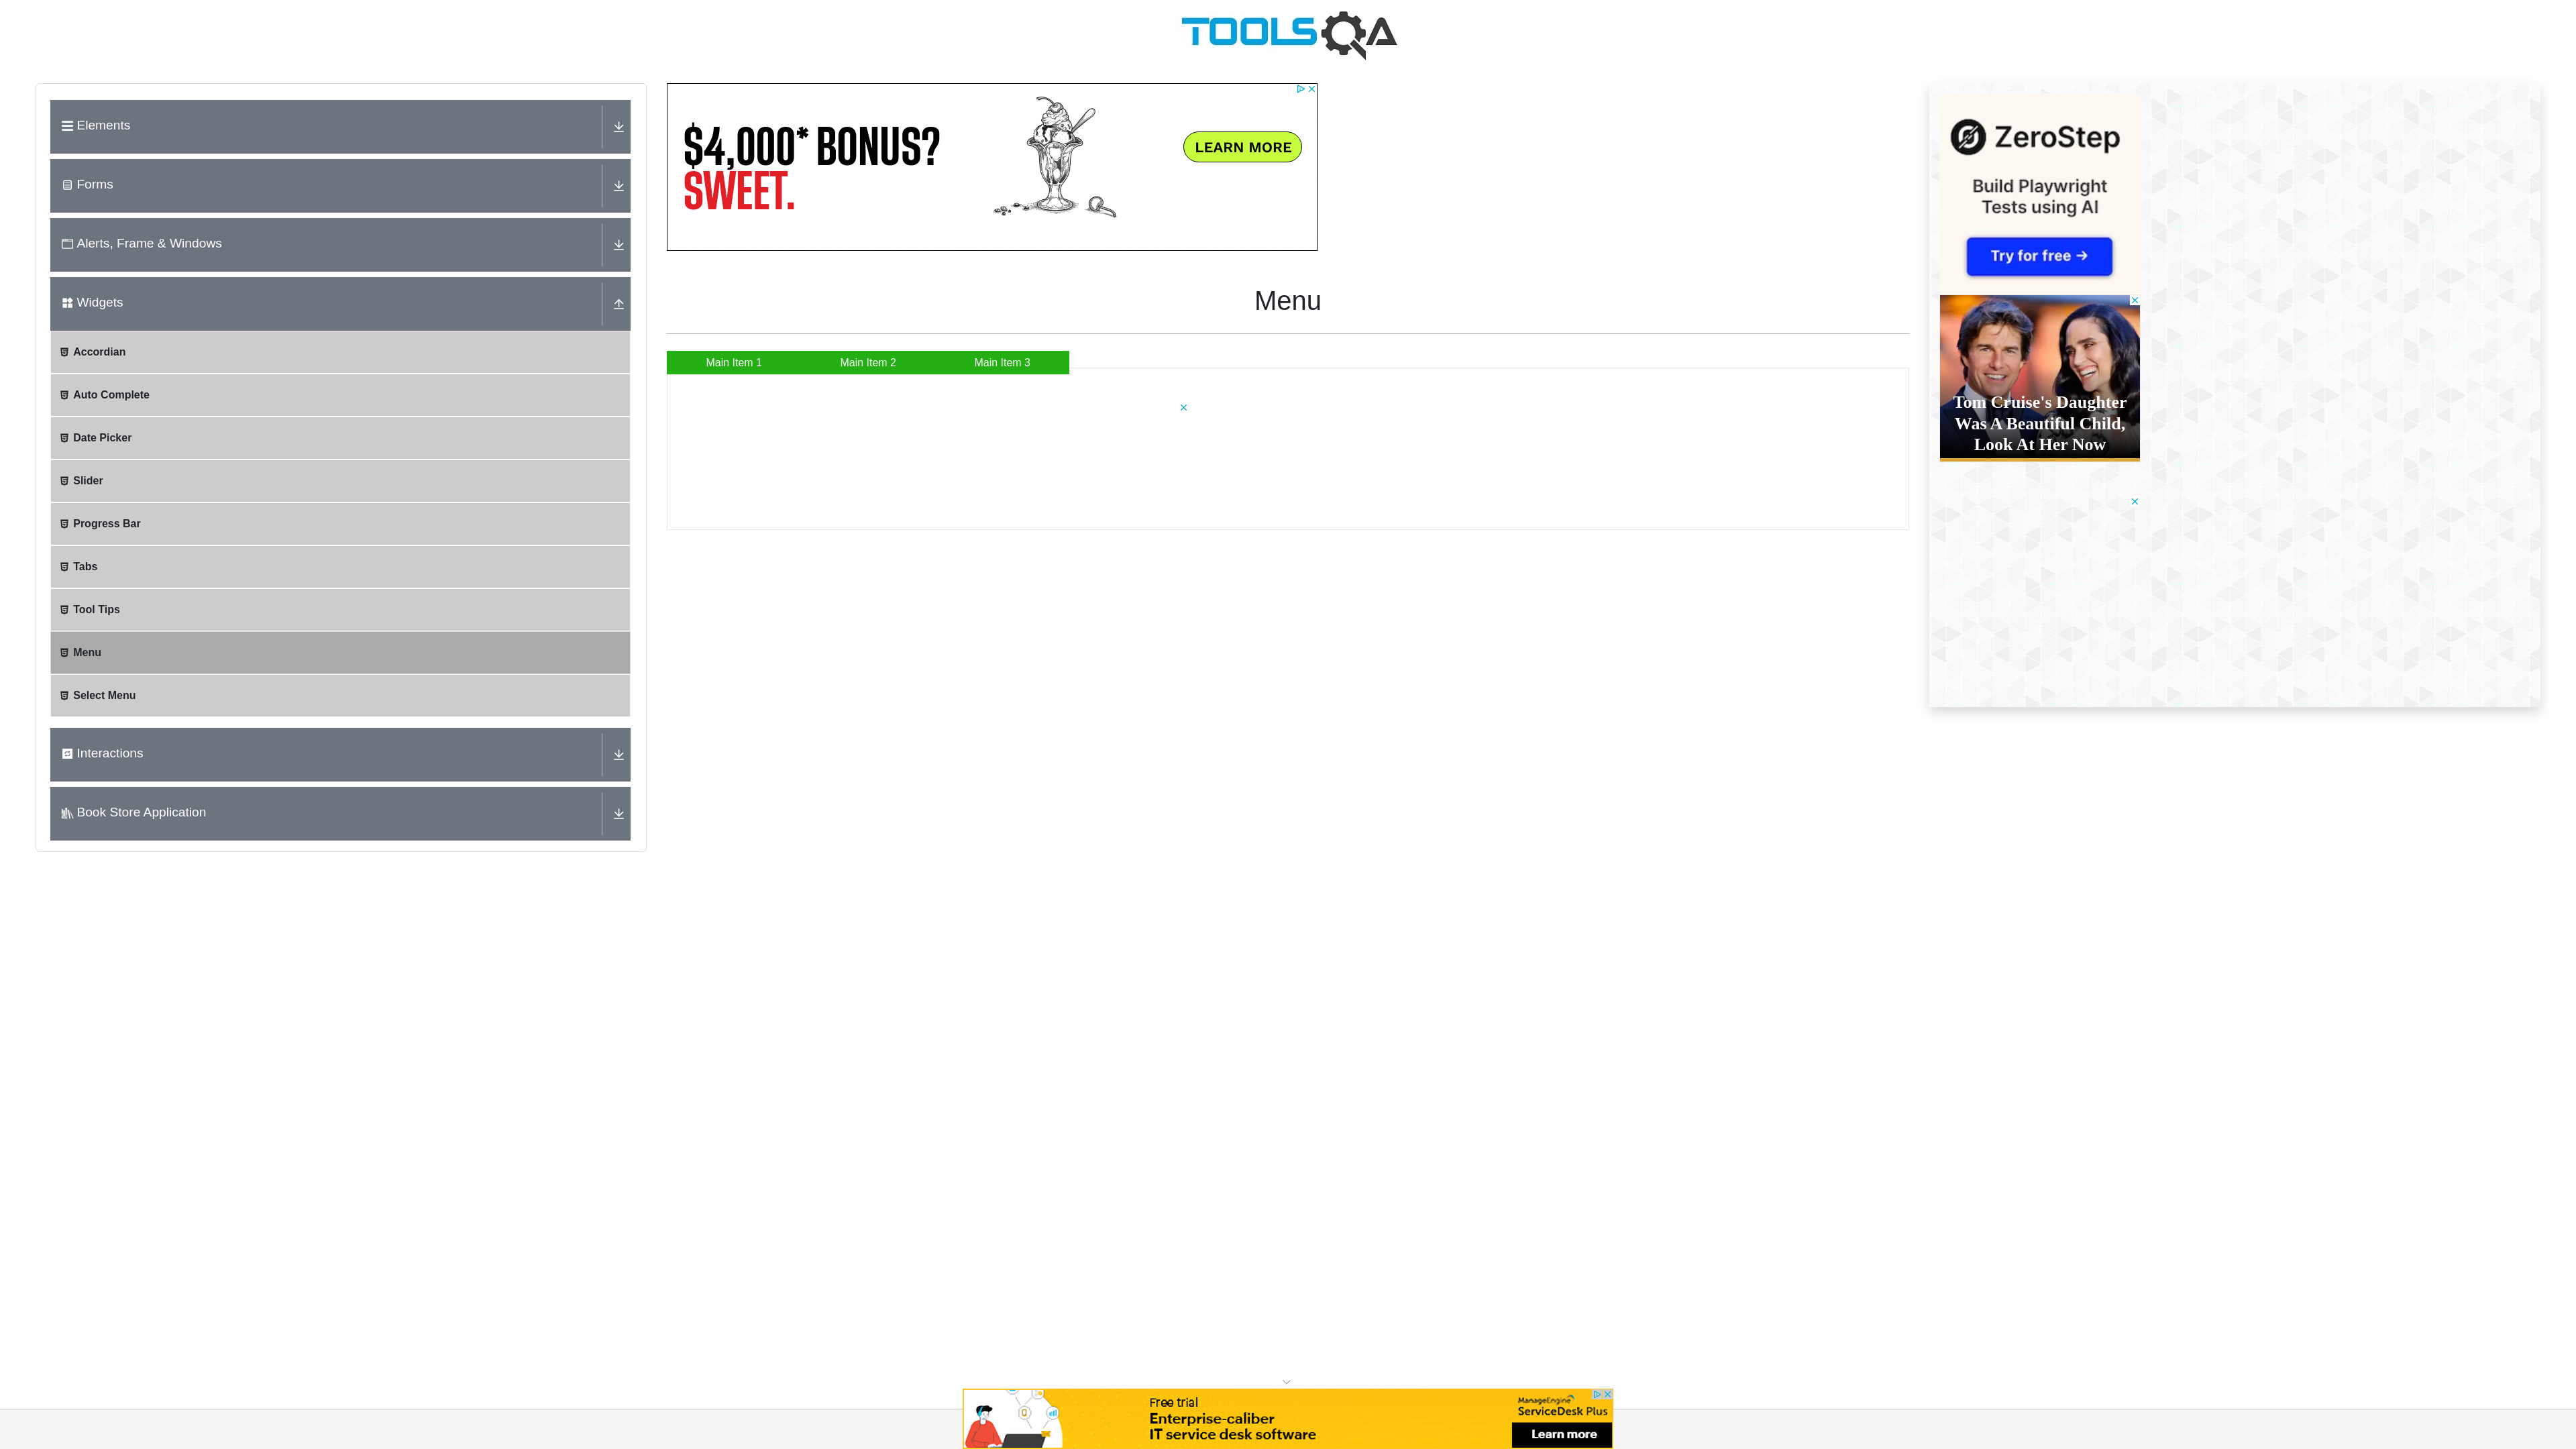 TOOLSQA
Elements
Forms
Alerts, Frame & Windows
Widgets
Accordian
Auto Complete
Date Picker
Slider
Progress Bar
Tabs
Tool Tips
Menu
Select Menu
Interactions
Book Store Application
$4,000* BONUS?
SWEET.
LEARN MORE
Menu
Main Item 1
Main Item 2
Main Item 3
ZeroStep
Build Playwright
Tests using AI
Try for free →
Tom Cruise's Daughter
Was A Beautiful Child,
Look At Her Now
Free trial
Enterprise-caliber
IT service desk software
ManageEngine
ServiceDesk Plus
Learn more